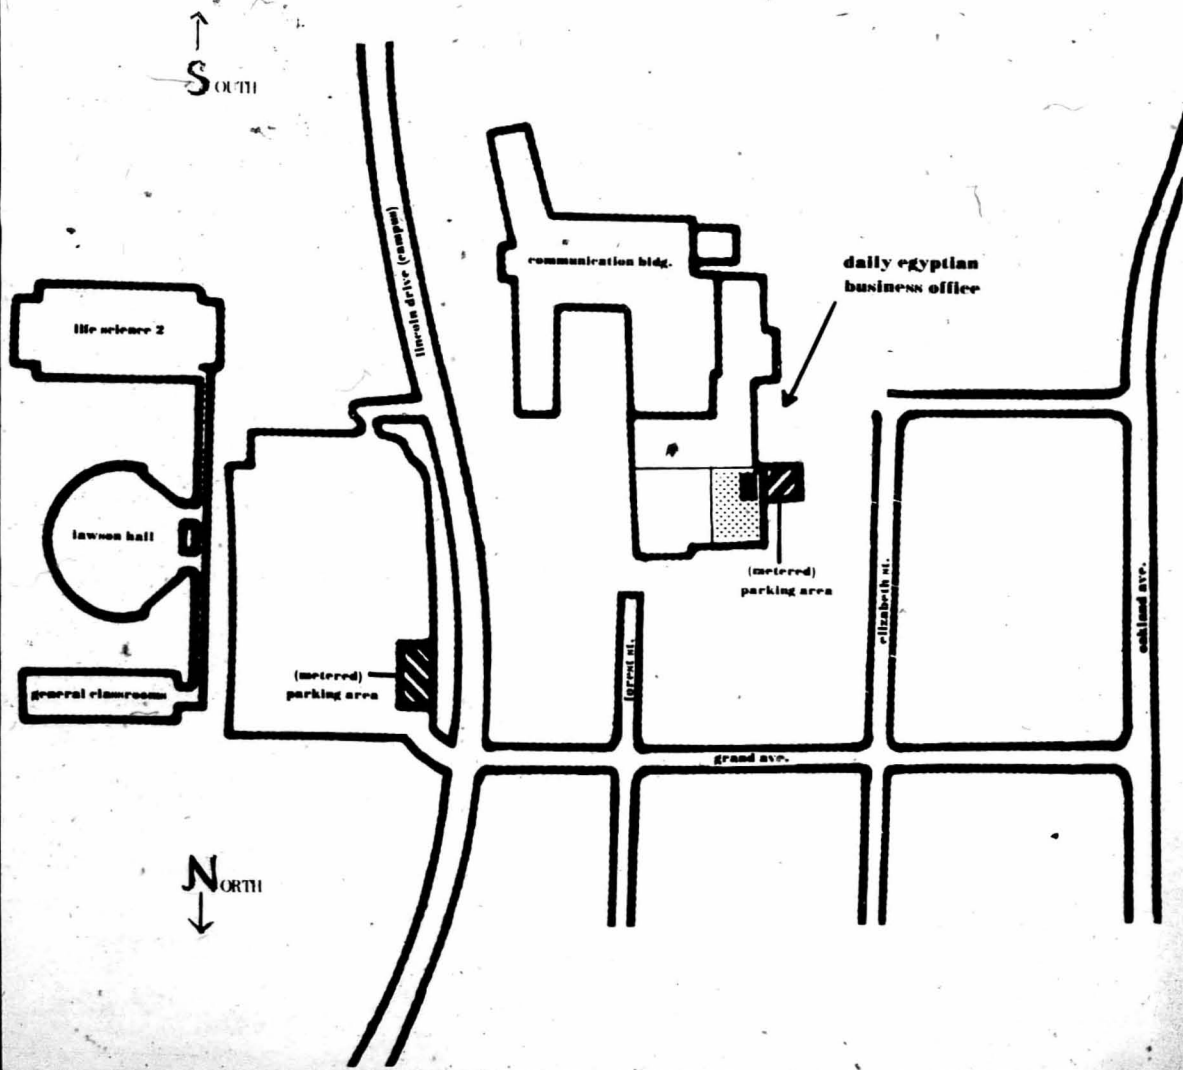 SOUTH
lincoln drive (campus)
communication bldg.
daily egyptian
business office
life science 2
lawson hall
(metered)
parking area
elizabeth st.
oakland ave.
forest st.
(metered)
parking area
general classrooms
grand ave.
NORTH